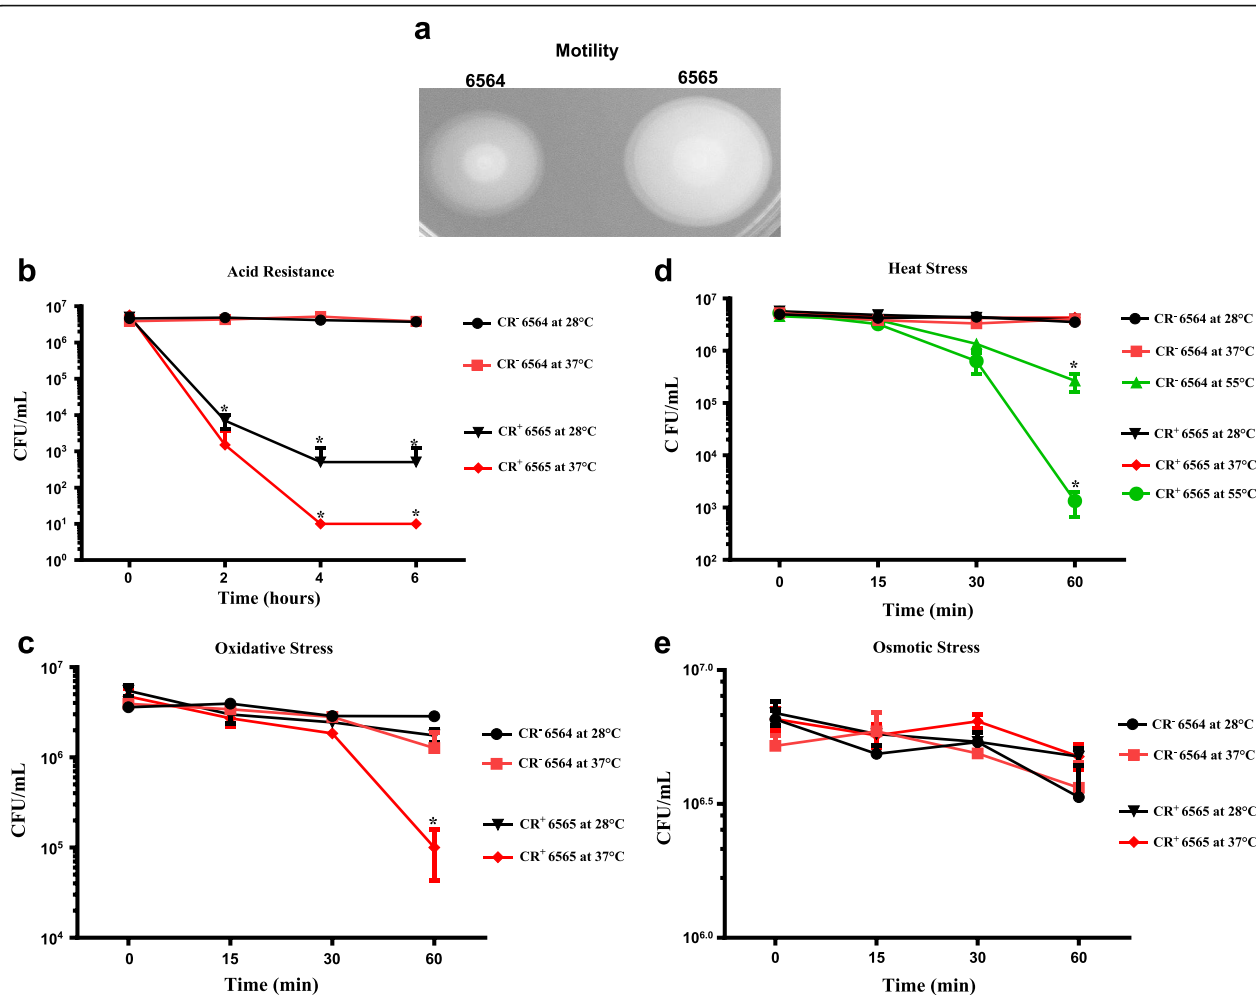 a
Motility
6564 6565
b
Acid Resistance
CFU/mL
10⁷
10⁶
10⁵
10⁴
10³
10²
10¹
10⁰
* * *
* *
0 2 4 6
Time (hours)
CR⁻ 6564 at 28°C
CR⁻ 6564 at 37°C
CR⁺ 6565 at 28°C
CR⁺ 6565 at 37°C
d
Heat Stress
C FU/mL
10⁷
10⁶
10⁵
10⁴
10³
10²
*
*
0 15 30 60
Time (min)
CR⁻ 6564 at 28°C
CR⁻ 6564 at 37°C
CR⁻ 6564 at 55°C
CR⁺ 6565 at 28°C
CR⁺ 6565 at 37°C
CR⁺ 6565 at 55°C
c
Oxidative Stress
CFU/mL
10⁷
10⁶
10⁵
10⁴
*
0 15 30 60
Time (min)
CR⁻ 6564 at 28°C
CR⁻ 6564 at 37°C
CR⁺ 6565 at 28°C
CR⁺ 6565 at 37°C
e
Osmotic Stress
CFU/mL
10⁷·⁰
10⁶·⁵
10⁶·⁰
0 15 30 60
Time (min)
CR⁻ 6564 at 28°C
CR⁻ 6564 at 37°C
CR⁺ 6565 at 28°C
CR⁺ 6565 at 37°C